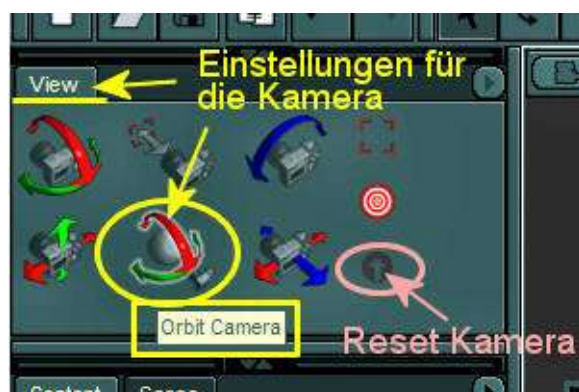 View
Einstellungen für
die Kamera
Orbit Camera
Reset Kamera
Content
Scene